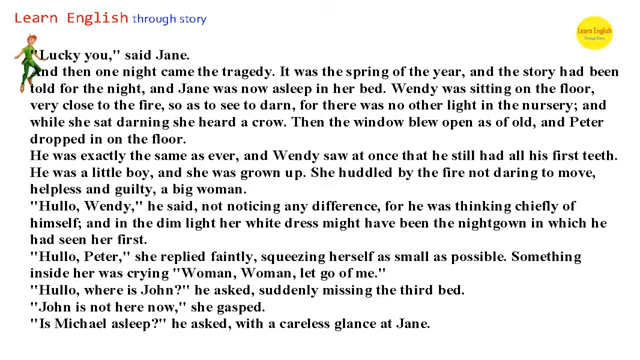 Learn English through story
Learn English
through Story
"Lucky you," said Jane.
And then one night came the tragedy. It was the spring of the year, and the story had been
told for the night, and Jane was now asleep in her bed. Wendy was sitting on the floor,
very close to the fire, so as to see to darn, for there was no other light in the nursery; and
while she sat darning she heard a crow. Then the window blew open as of old, and Peter
dropped in on the floor.
He was exactly the same as ever, and Wendy saw at once that he still had all his first teeth.
He was a little boy, and she was grown up. She huddled by the fire not daring to move,
helpless and guilty, a big woman.
"Hullo, Wendy," he said, not noticing any difference, for he was thinking chiefly of
himself; and in the dim light her white dress might have been the nightgown in which he
had seen her first.
"Hullo, Peter," she replied faintly, squeezing herself as small as possible. Something
inside her was crying "Woman, Woman, let go of me."
"Hullo, where is John?" he asked, suddenly missing the third bed.
"John is not here now," she gasped.
"Is Michael asleep?" he asked, with a careless glance at Jane.